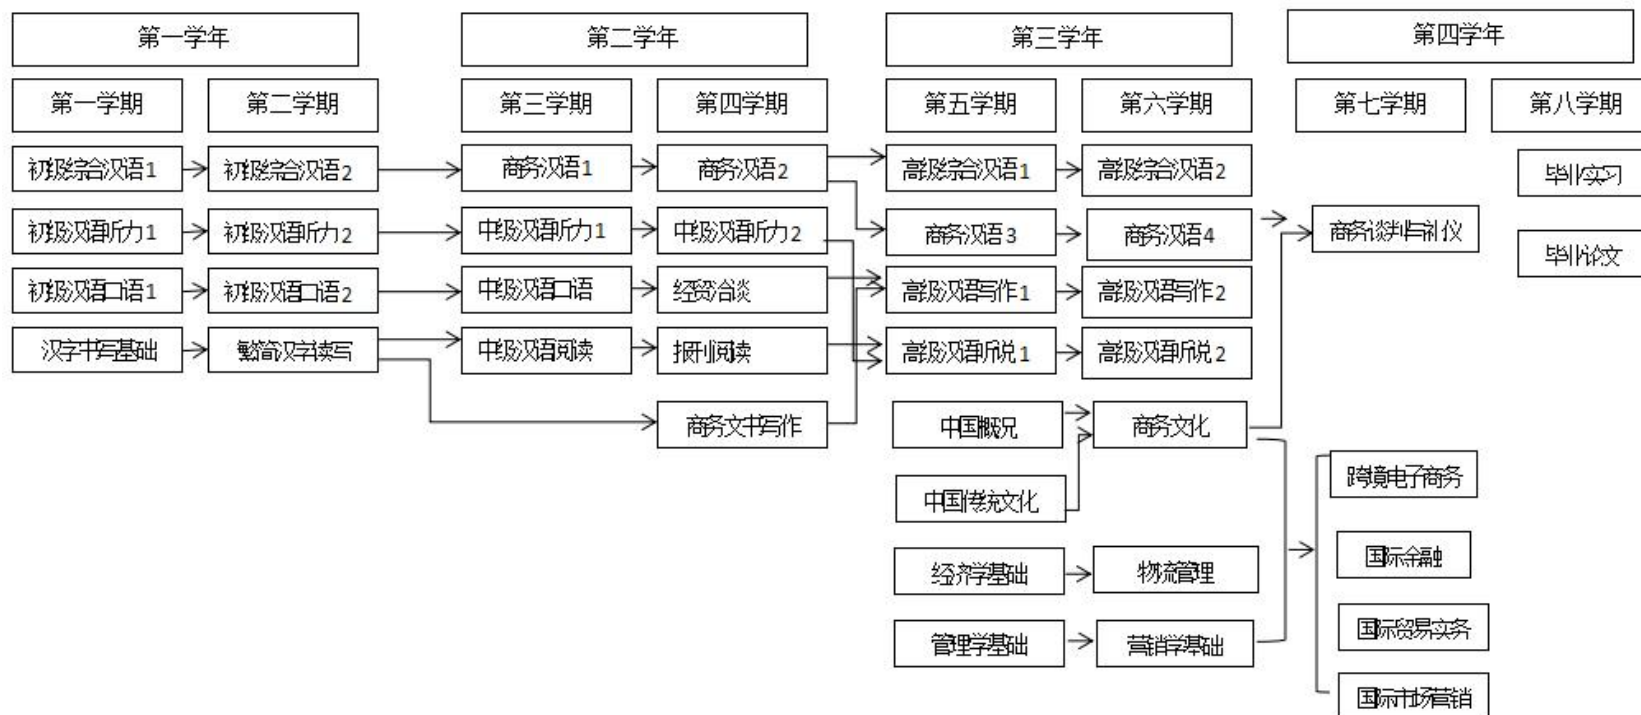 第一学年 第二学年 第三学年 第四学年
第一学期 第二学期 第三学期 第四学期 第五学期 第六学期 第七学期 第八学期
初级综合汉语1 初级综合汉语2 商务汉语1 商务汉语2 高级综合汉语1 高级综合汉语2 毕业实习
初级汉语听力1 初级汉语听力2 中级汉语听力1 中级汉语听力2 商务汉语3 商务汉语4 商务谈判与礼仪
毕业论文
初级汉语口语1 初级汉语口语2 中级汉语口语 经贸洽谈 高级汉语写作1 高级汉语写作2
汉字书写基础 繁简汉字读写 中级汉语阅读 报刊阅读 高级汉语听说1 高级汉语听说2
商务文书写作 中国概况 商务文化
跨境电子商务
中国传统文化
国际金融
经济学基础 物流管理
国际贸易实务
管理学基础 营销学基础
国际市场营销